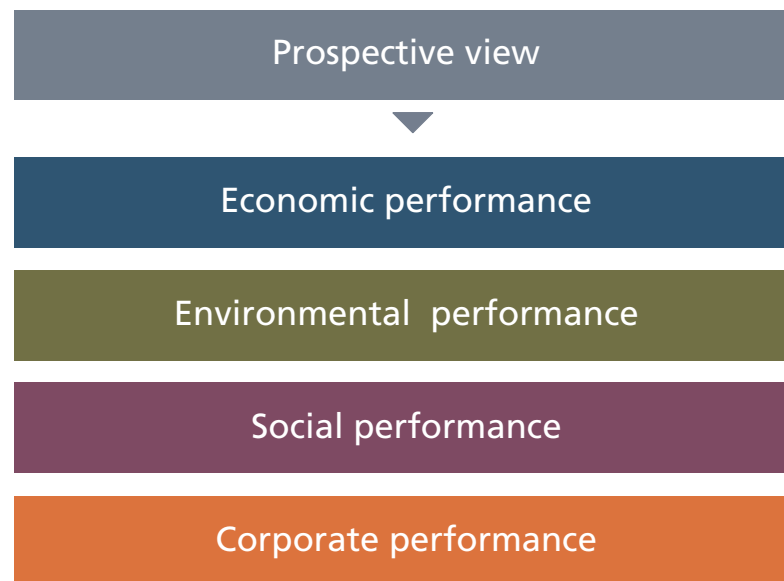 Prospective view
Economic performance
Environmental  performance
Social performance
Corporate performance